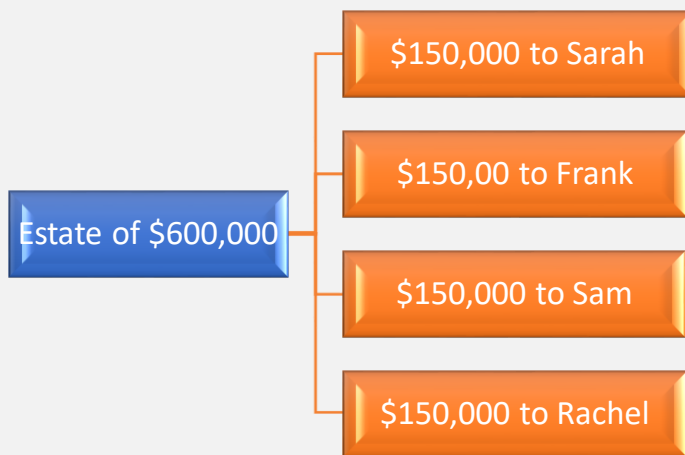 $150,000 to Sarah
$150,00 to Frank
Estate of $600,000
$150,000 to Sam
$150,000 to Rachel